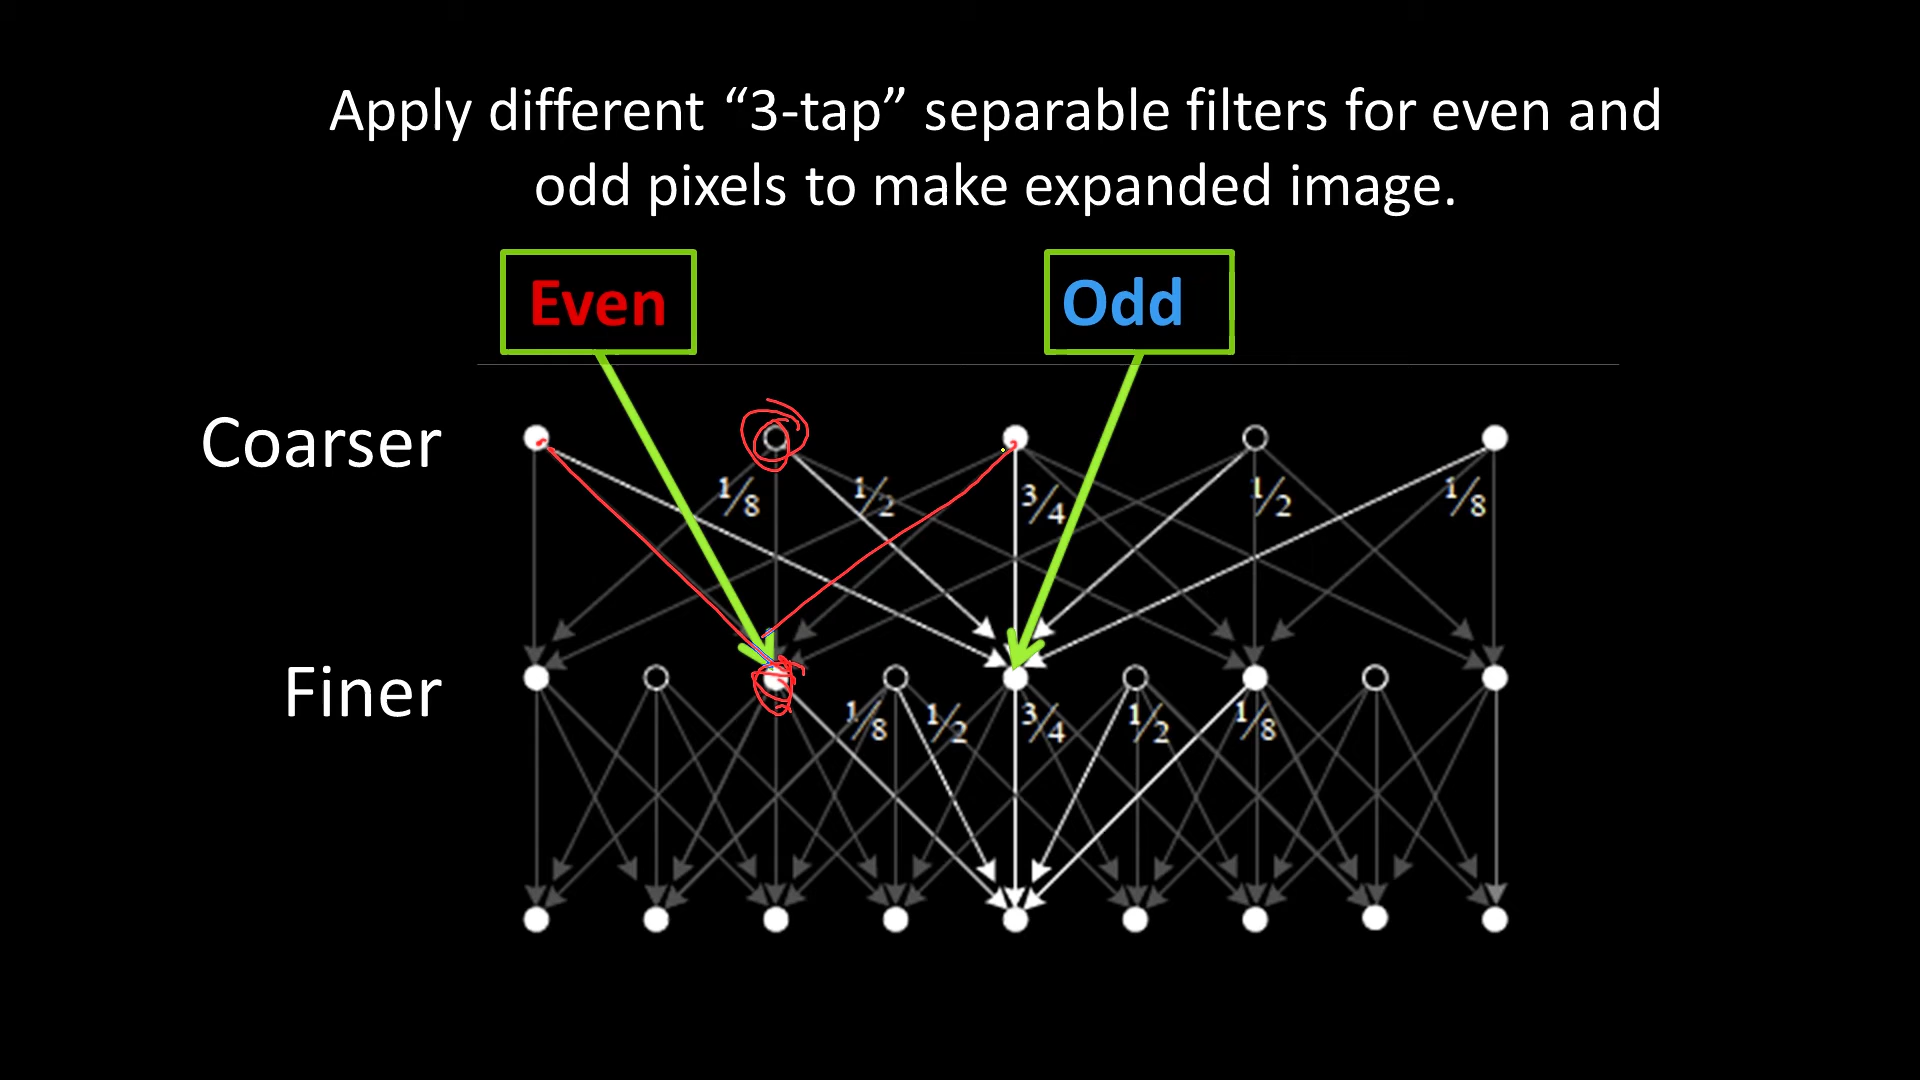 Apply different “3-tap” separable filters for even and
odd pixels to make expanded image.
Even
Odd
Coarser
1/8
1/2
3/4
1/2
1/8
Finer
1/8
1/2
3/4
1/2
1/8